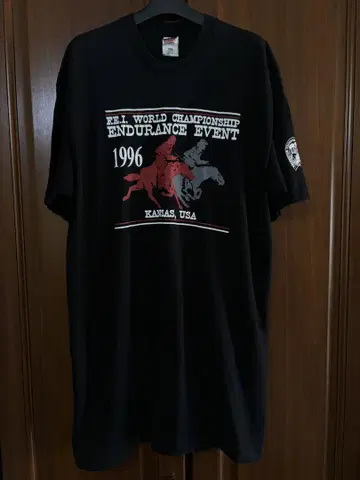 F.E.I. WORLD CHAMPIONSHIP
ENDURANCE EVENT
1996
KANSAS, USA